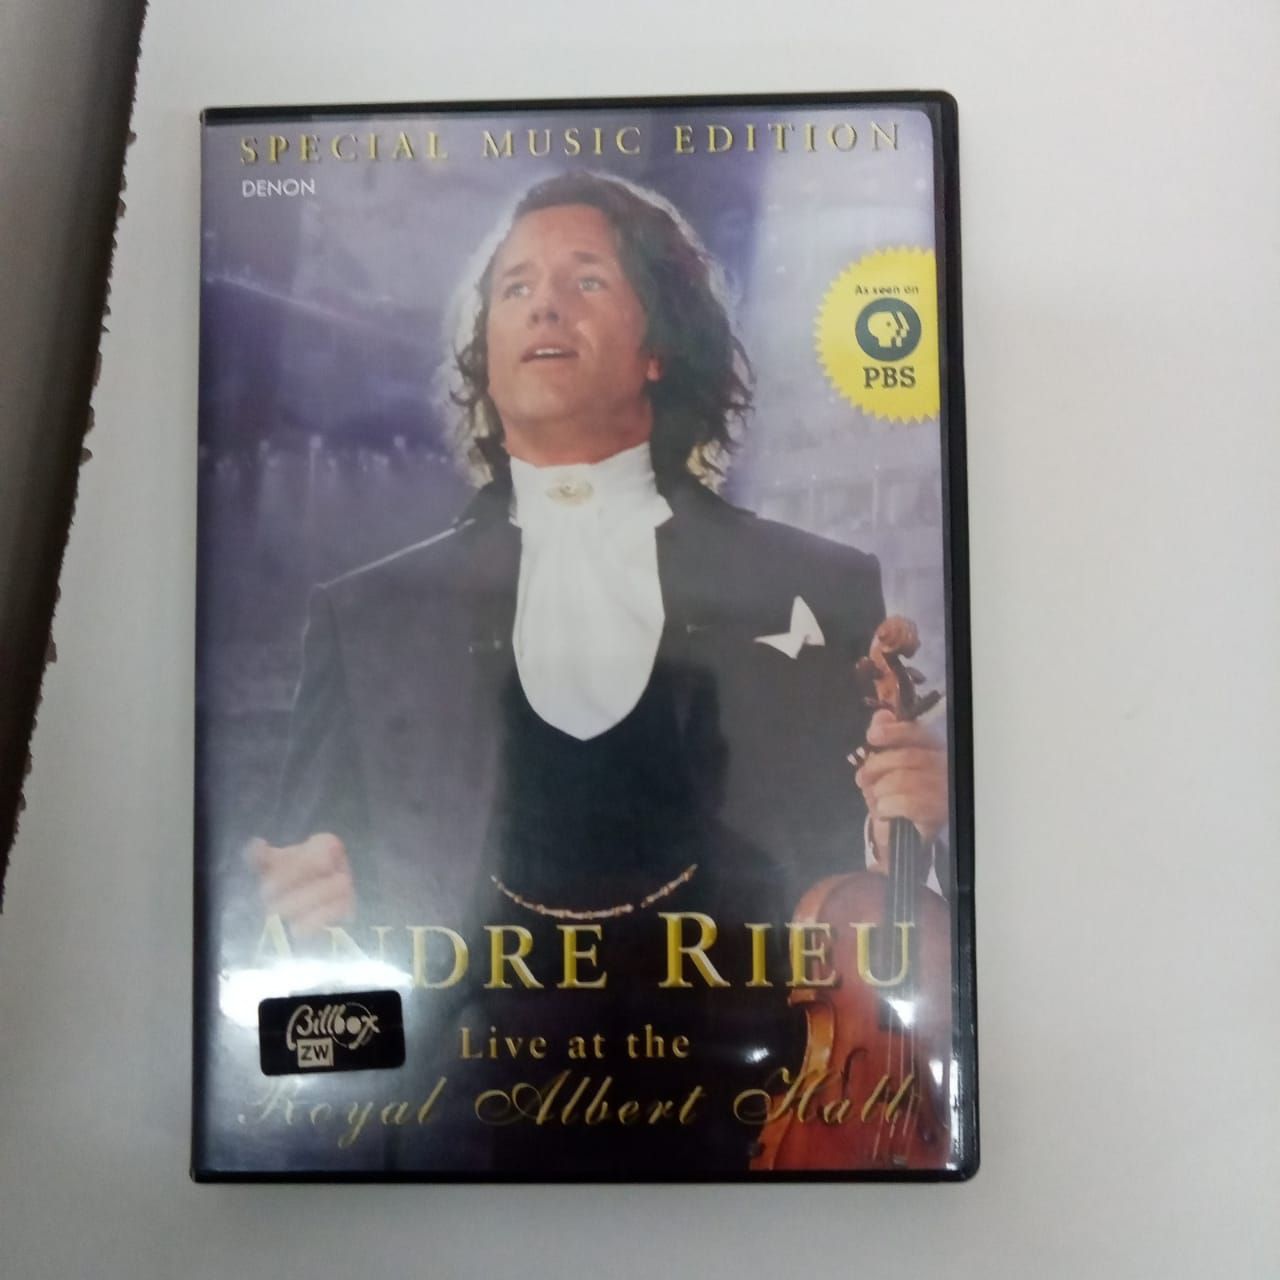 SPECIAL MUSIC EDITION
DENON
As seen on
PBS
ANDRE RIEU
Billbox
ZW
Live at the
Royal Albert Hall